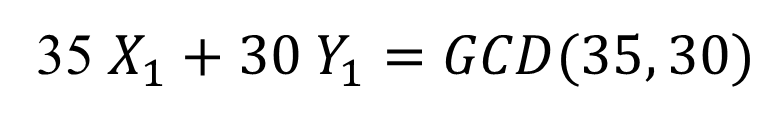 35 X₁ + 30 Y₁ = GCD(35, 30)